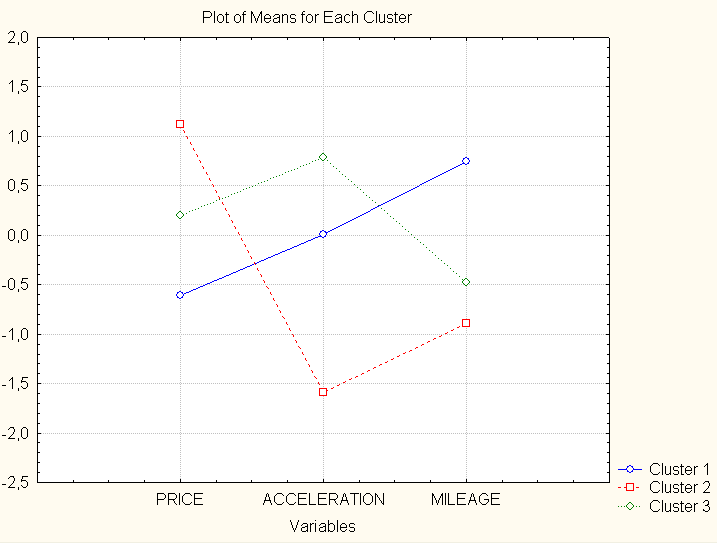 Plot of Means for Each Cluster
2,0
1,5
1,0
0,5
0,0
-0,5
-1,0
-1,5
-2,0
-2,5
PRICE ACCELERATION MILEAGE
Variables
Cluster 1
Cluster 2
Cluster 3